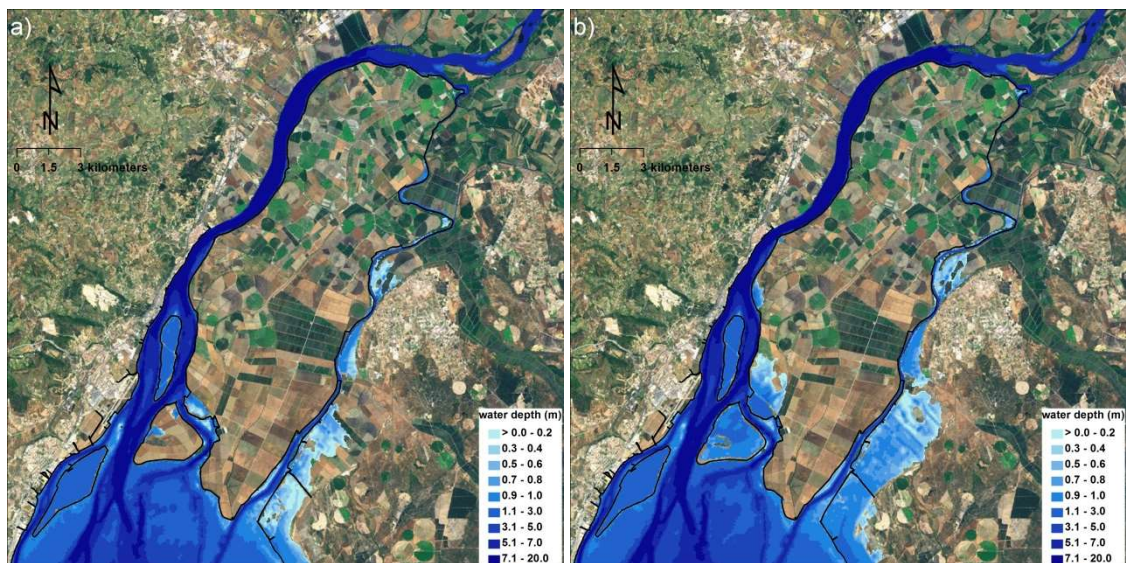 a)
N
0 1.5 3 kilometers
water depth (m)
> 0.0 - 0.2
0.3 - 0.4
0.5 - 0.6
0.7 - 0.8
0.9 - 1.0
1.1 - 3.0
3.1 - 5.0
5.1 - 7.0
7.1 - 20.0
b)
N
0 1.5 3 kilometers
water depth (m)
> 0.0 - 0.2
0.3 - 0.4
0.5 - 0.6
0.7 - 0.8
0.9 - 1.0
1.1 - 3.0
3.1 - 5.0
5.1 - 7.0
7.1 - 20.0